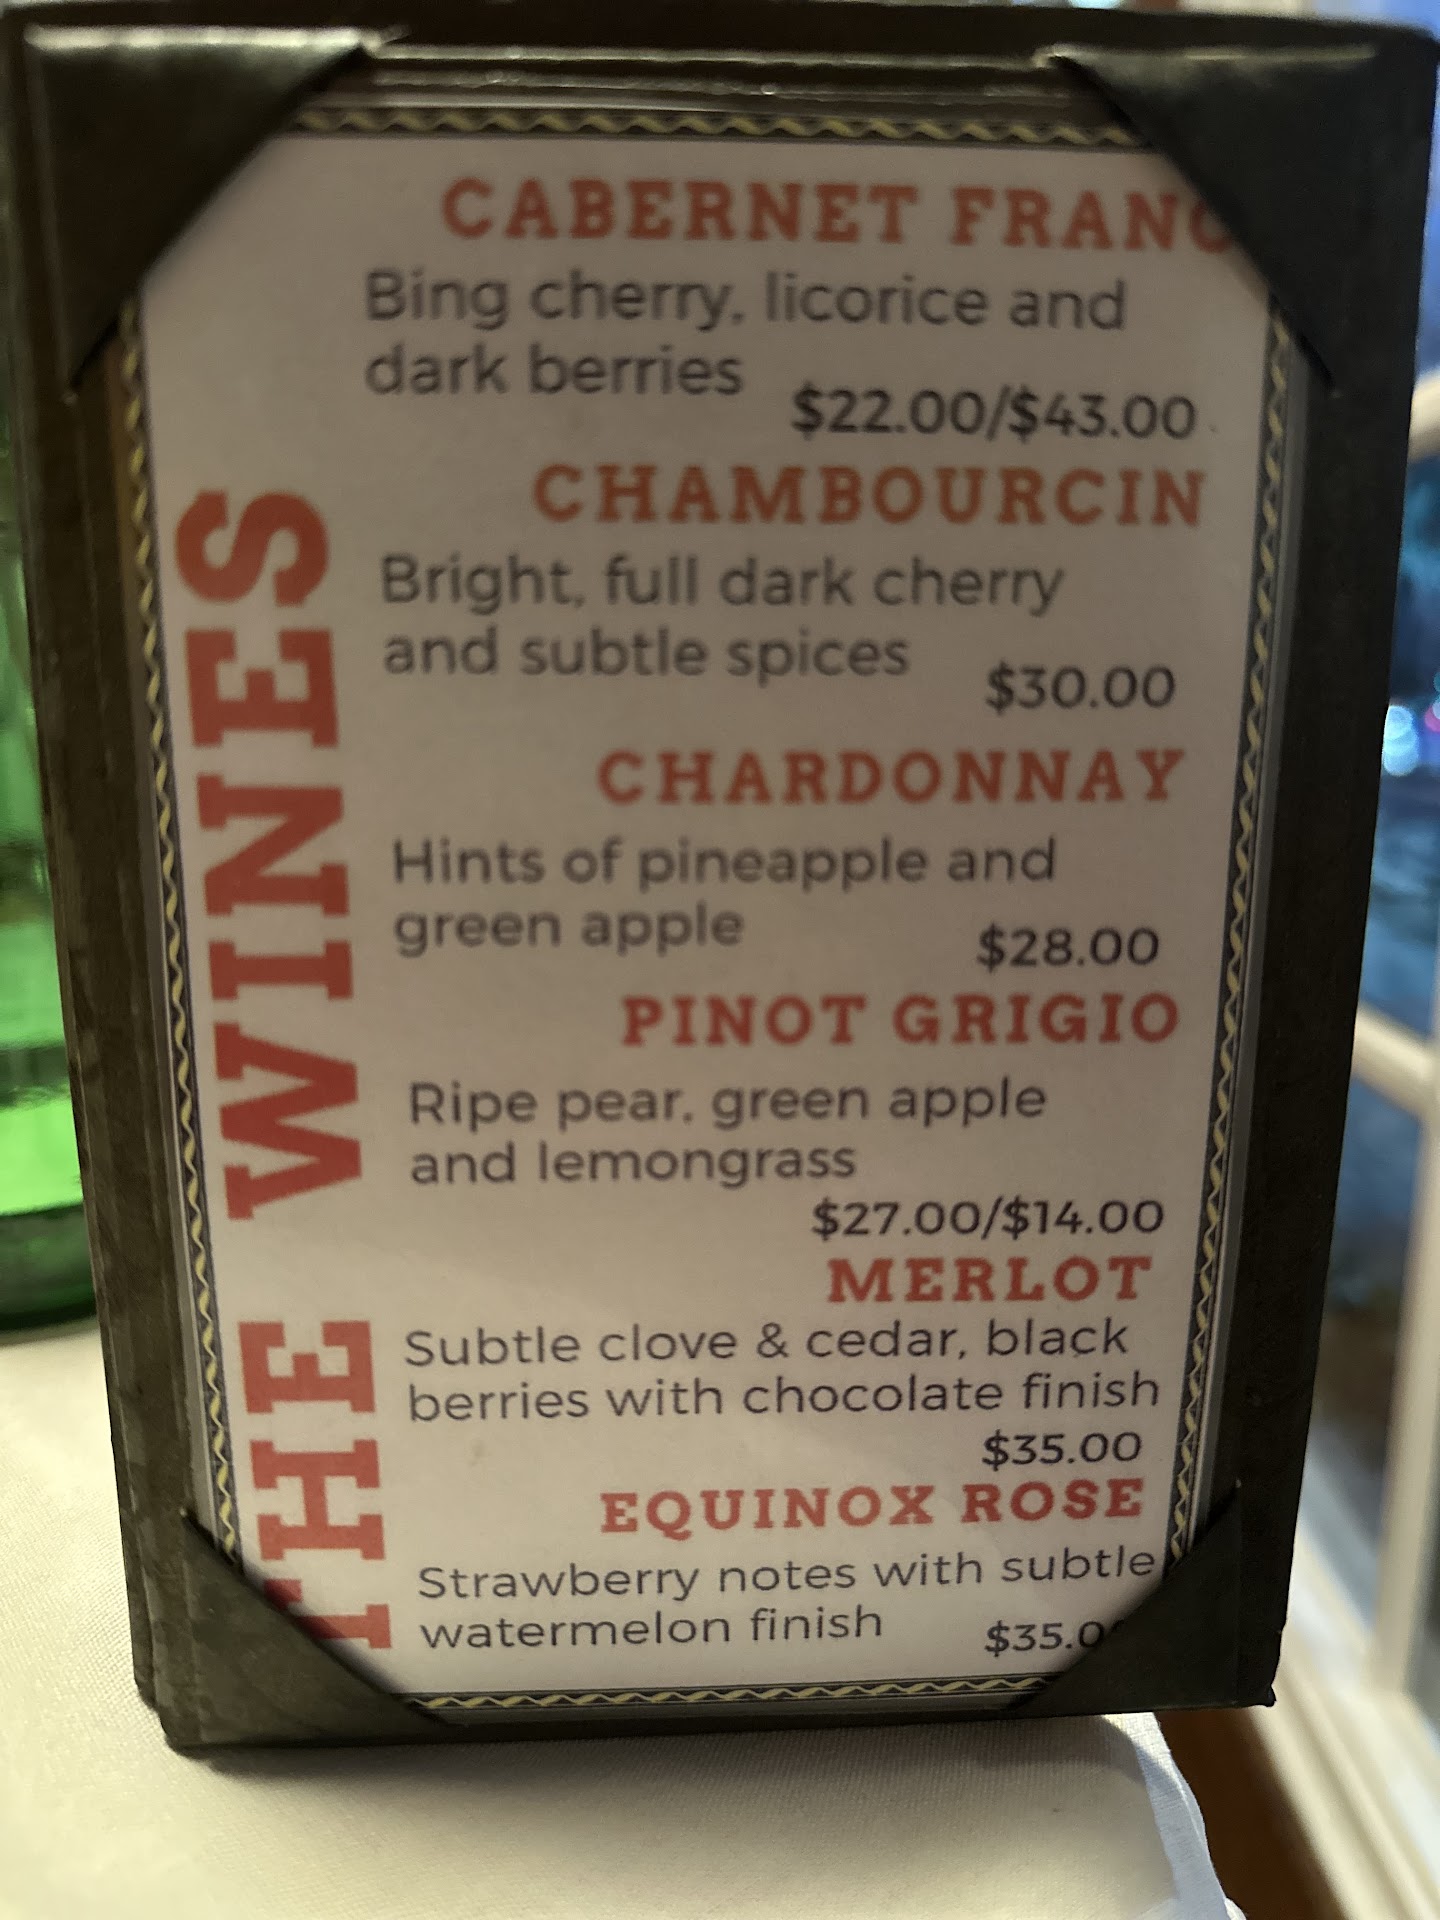 THE WINES
CABERNET FRANC
Bing cherry, licorice and
dark berries
$22.00/$43.00
CHAMBOURCIN
Bright, full dark cherry
and subtle spices
$30.00
CHARDONNAY
Hints of pineapple and
green apple
$28.00
PINOT GRIGIO
Ripe pear, green apple
and lemongrass
$27.00/$14.00
MERLOT
Subtle clove & cedar, black
berries with chocolate finish
$35.00
EQUINOX ROSE
Strawberry notes with subtle
watermelon finish
$35.0